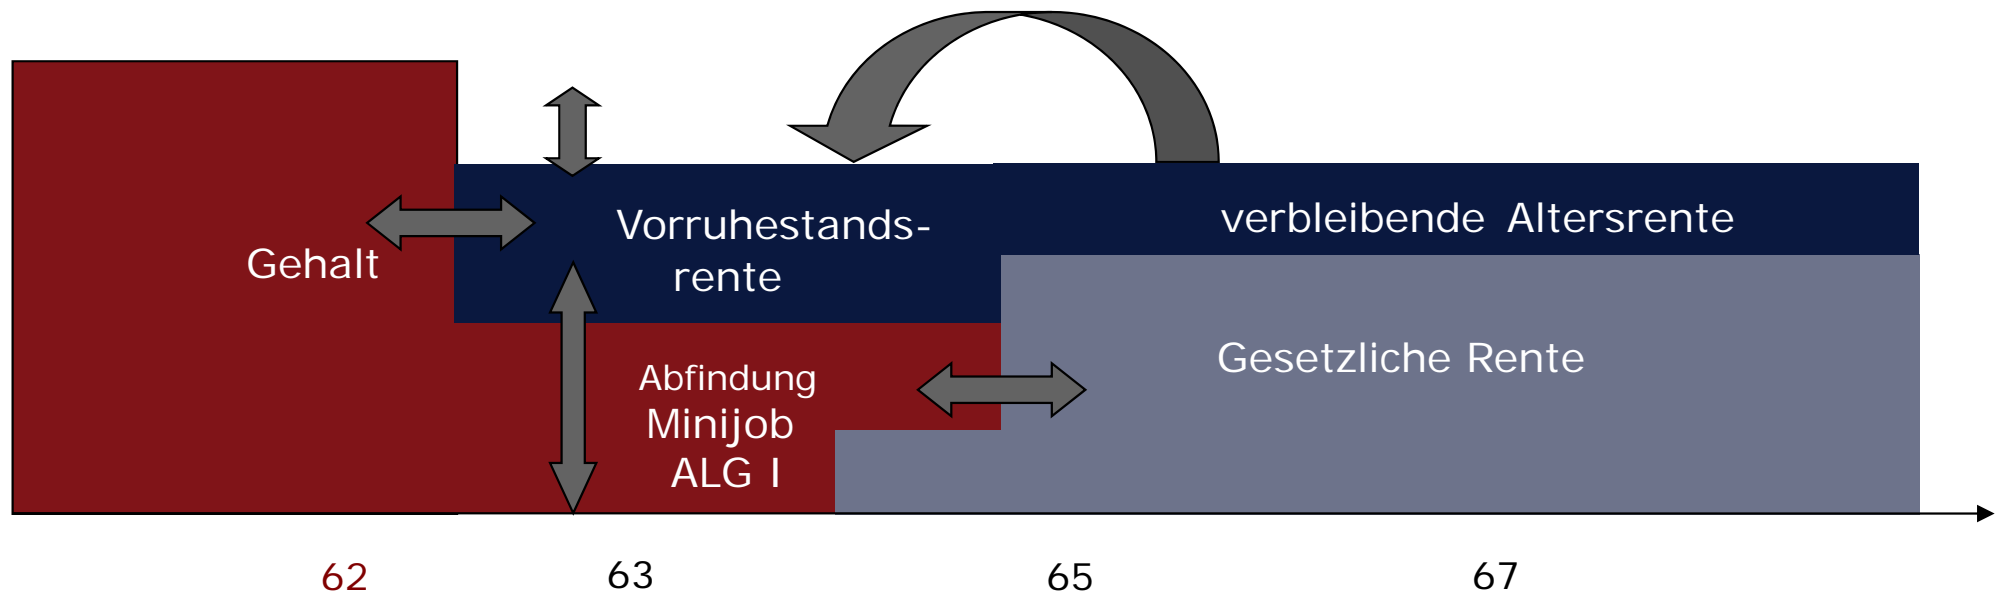 Gehalt
Vorruhestands-
rente
verbleibende Altersrente
Abfindung
Minijob
ALG I
Gesetzliche Rente
62
63
65
67